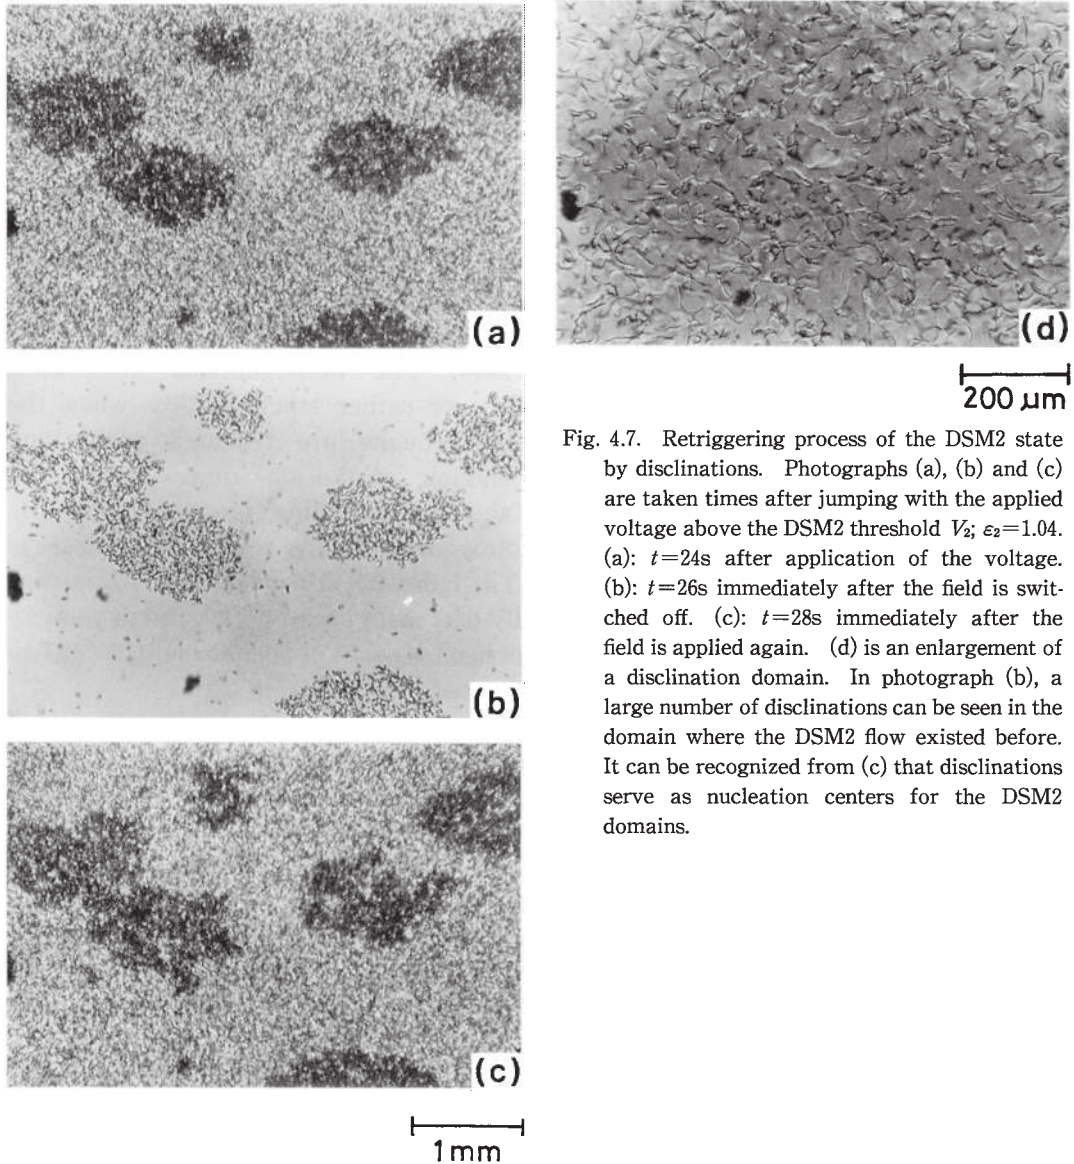 (a)
(b)
(c)
1mm
(d)
200 μm
Fig. 4.7. Retriggering process of the DSM2 state
by disclinations. Photographs (a), (b) and (c)
are taken times after jumping with the applied
voltage above the DSM2 threshold V₂; ε₂=1.04.
(a): t=24s after application of the voltage.
(b): t=26s immediately after the field is swit-
ched off. (c): t=28s immediately after the
field is applied again. (d) is an enlargement of
a disclination domain. In photograph (b), a
large number of disclinations can be seen in the
domain where the DSM2 flow existed before.
It can be recognized from (c) that disclinations
serve as nucleation centers for the DSM2
domains.